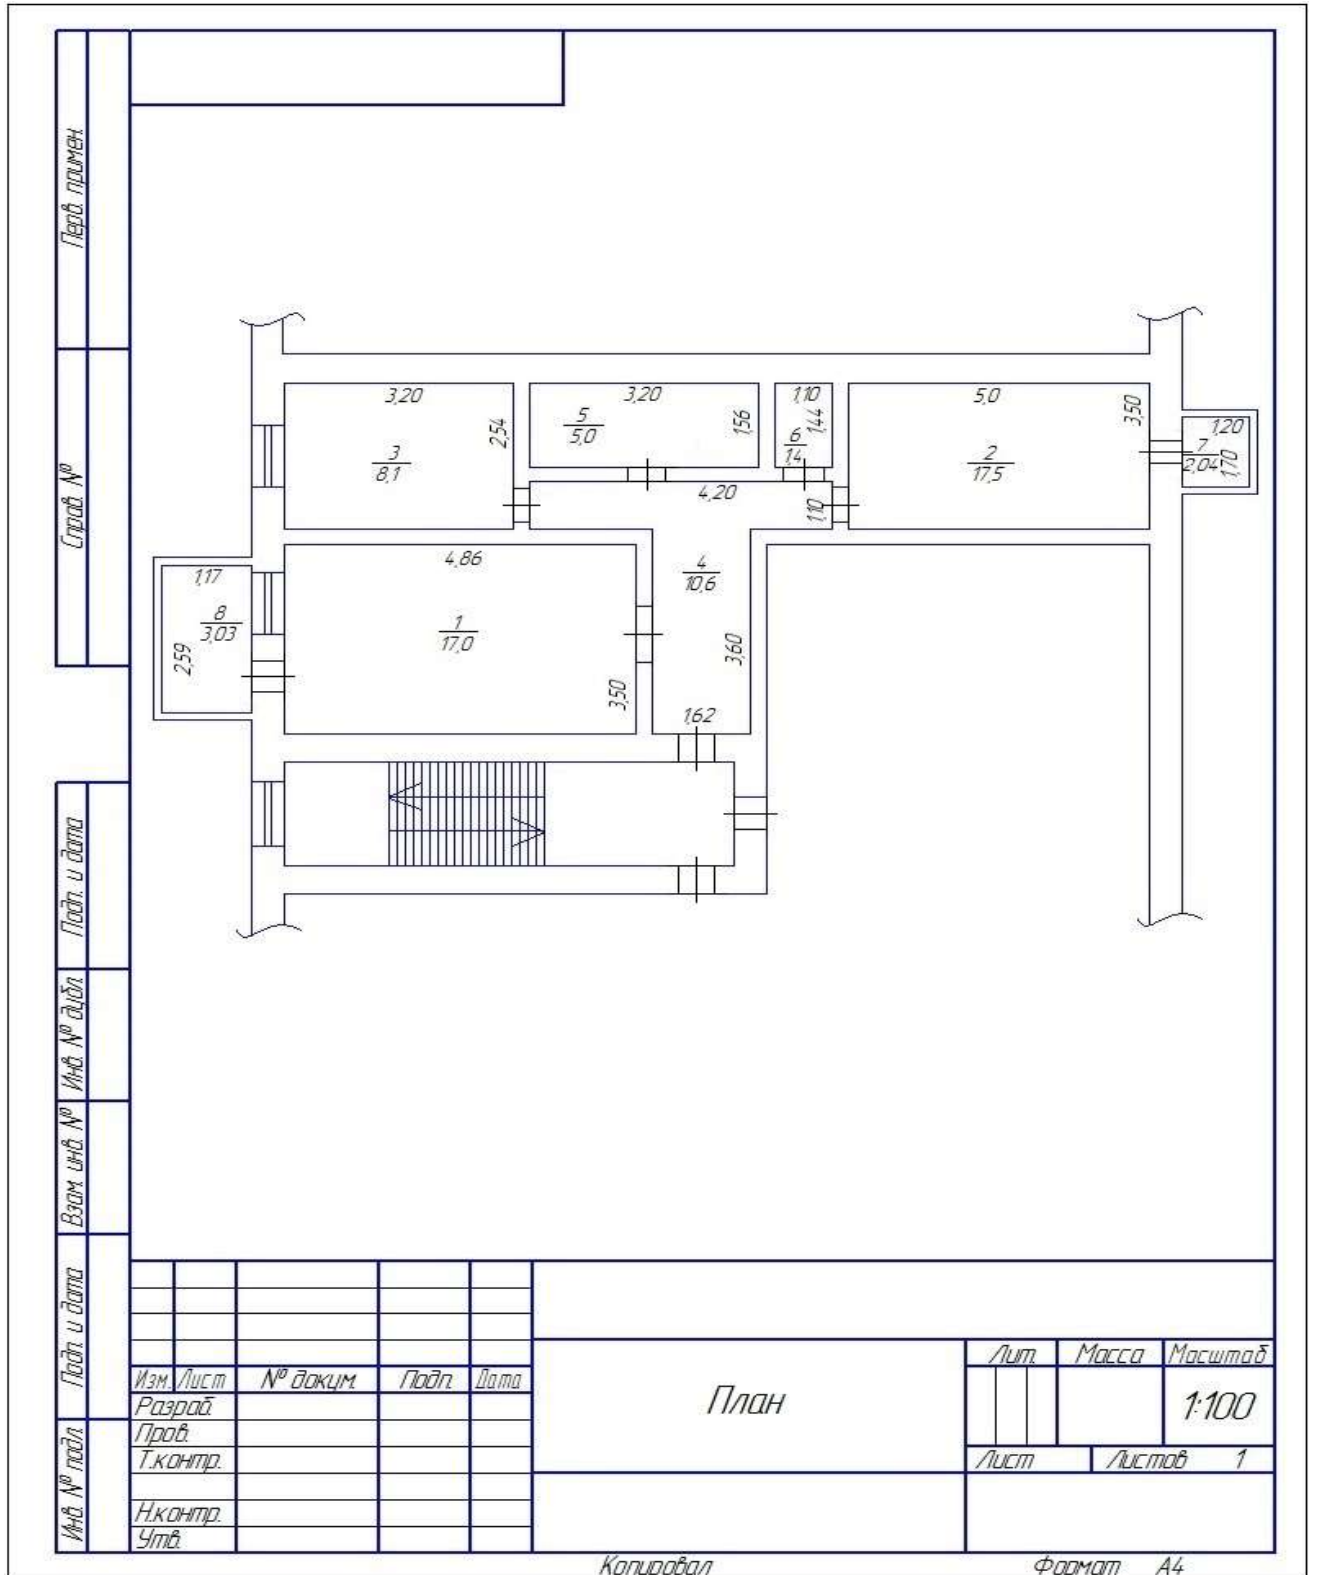 Перв. примен.
Справ. №
Подп. и дата
Инв. № дубл.
Взам. инв. №
Подп. и дата
Инв. № подл.
3,20
2,54
3
8,1
3,20
1,56
5
5,0
1,10
1,44
6
1,4
5,0
3,50
2
17,5
1,20
7
2,04
1,70
4,20
1,10
4
10,6
3,60
1,62
4,86
1
17,0
3,50
1,17
8
3,03
2,59
Изм. Лист № докум. Подп. Дата
Разраб.
Пров.
Т.контр.
Н.контр.
Утв.
План
Лит. Масса Масштаб
1:100
Лист Листов 1
Копировал Формат А4